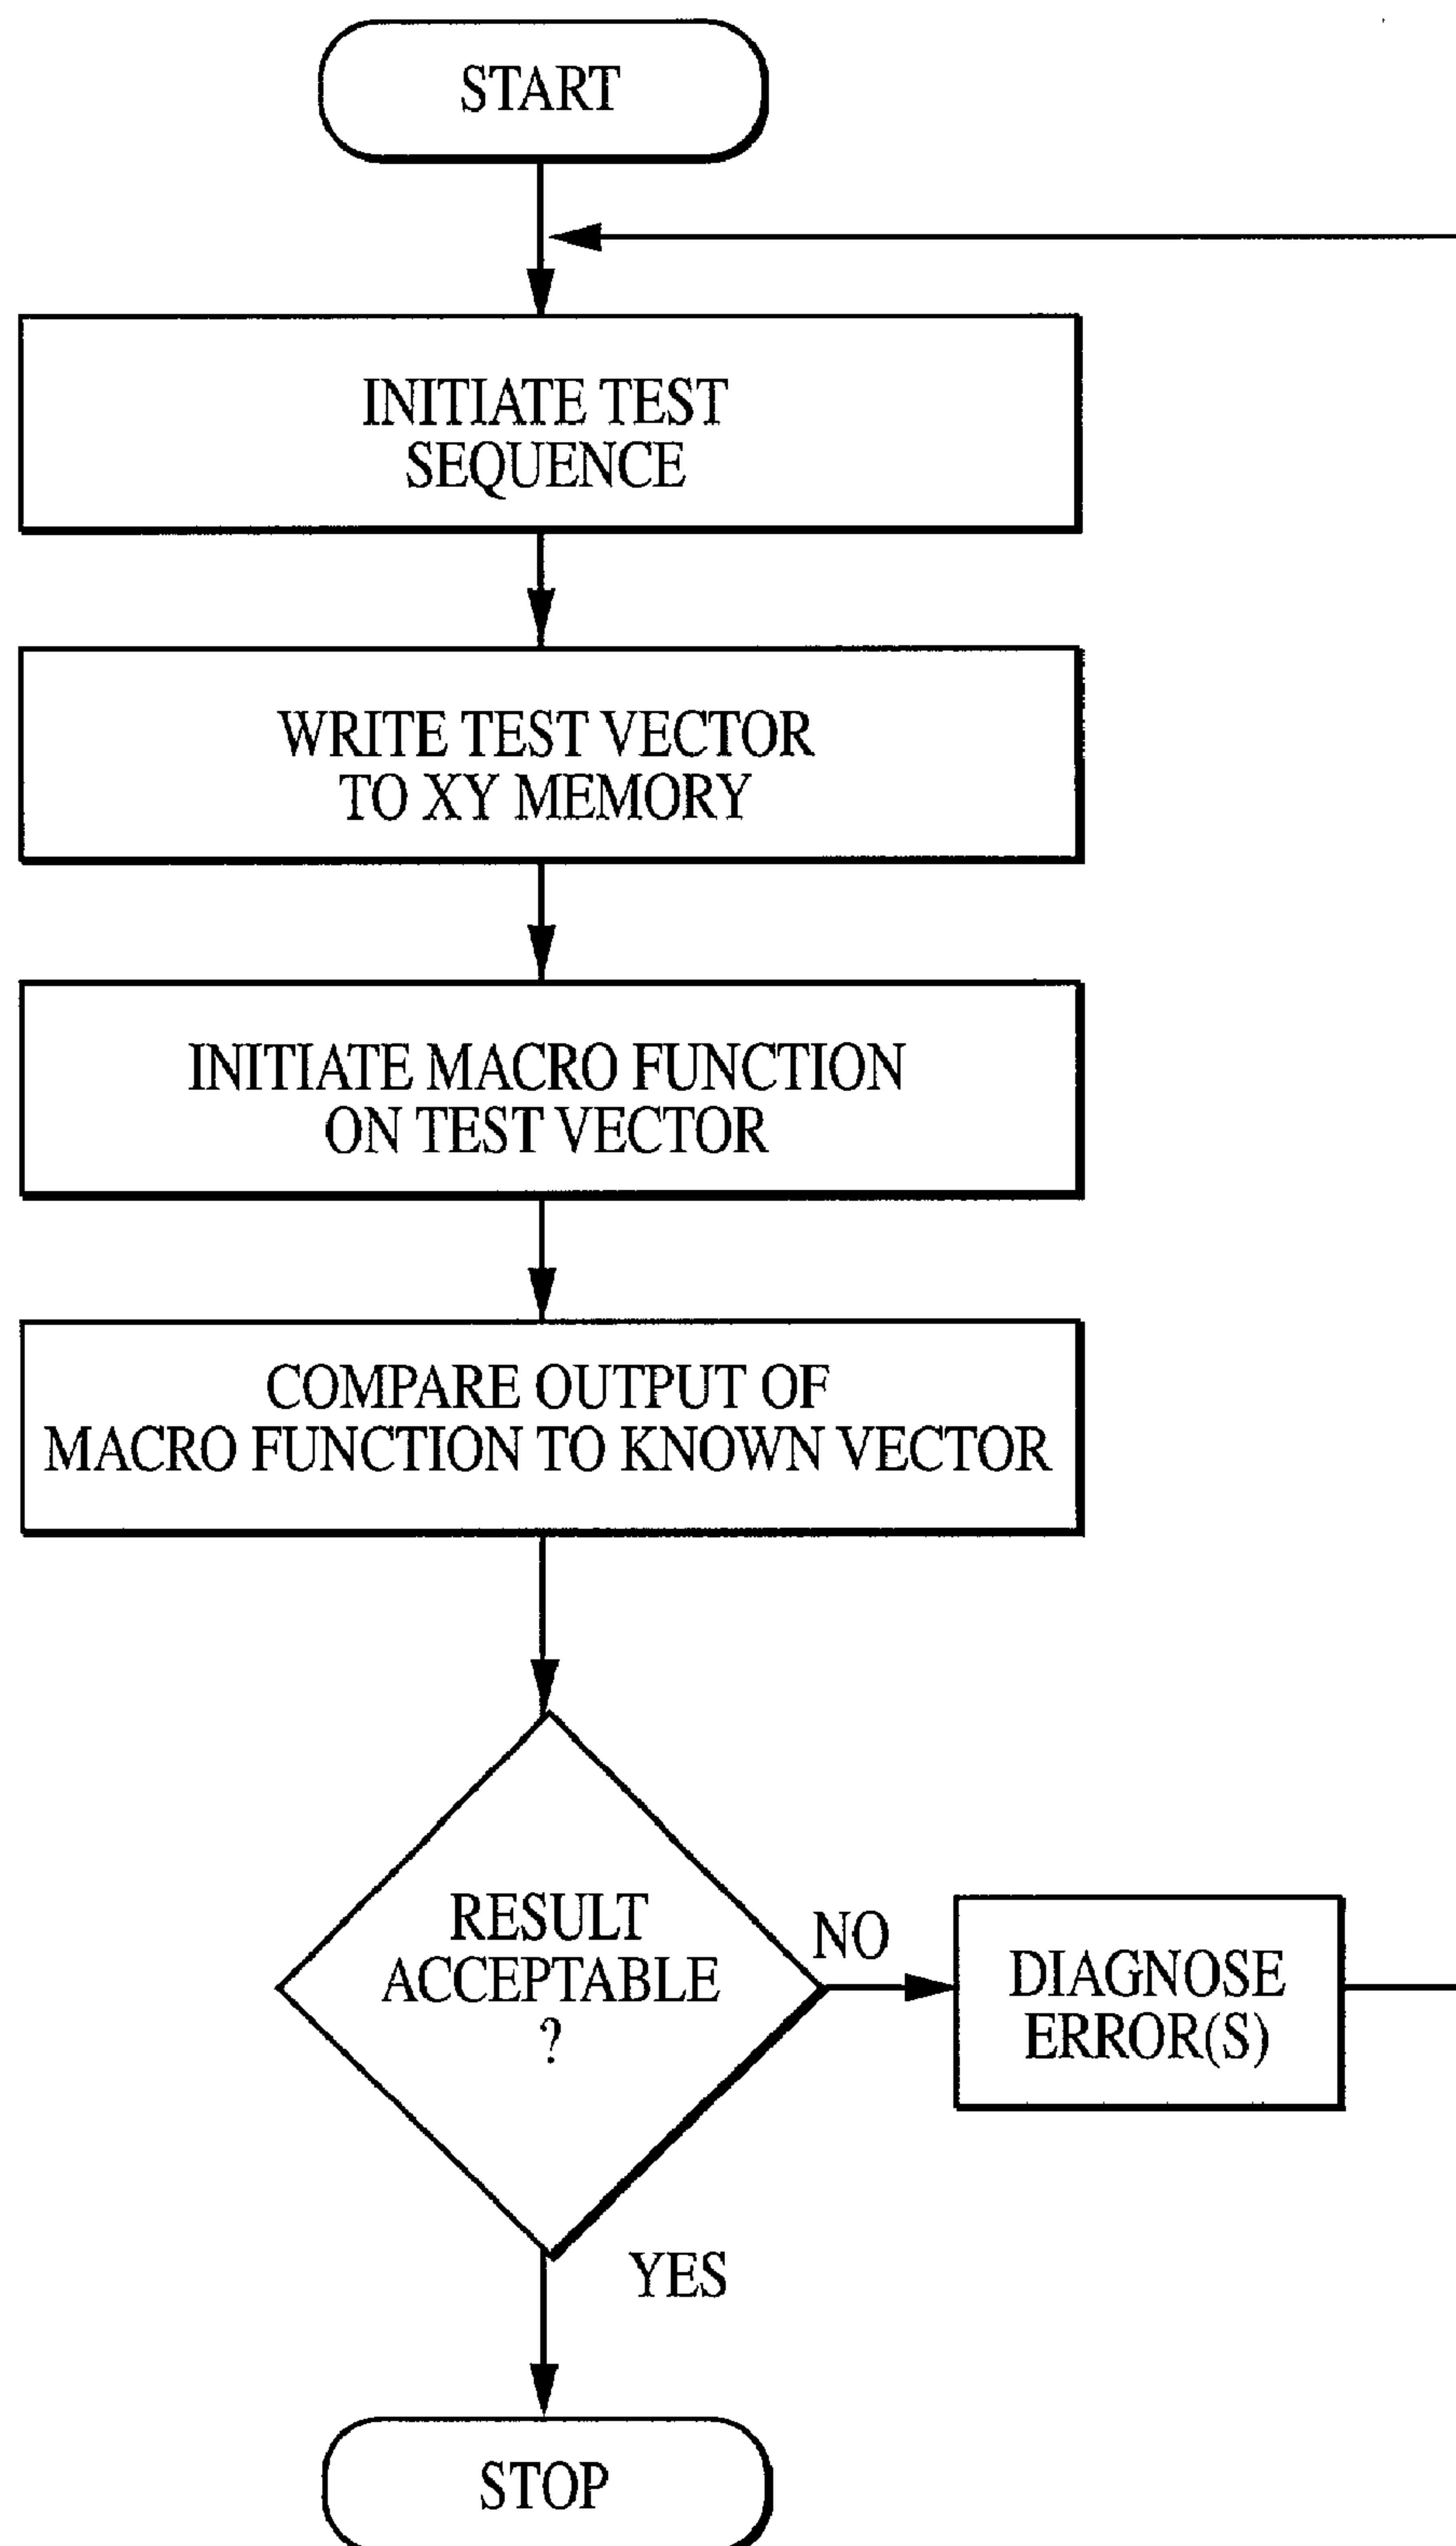 START
INITIATE TEST
SEQUENCE
WRITE TEST VECTOR
TO XY MEMORY
INITIATE MACRO FUNCTION
ON TEST VECTOR
COMPARE OUTPUT OF
MACRO FUNCTION TO KNOWN VECTOR
RESULT
ACCEPTABLE
?
NO
DIAGNOSE
ERROR(S)
YES
STOP